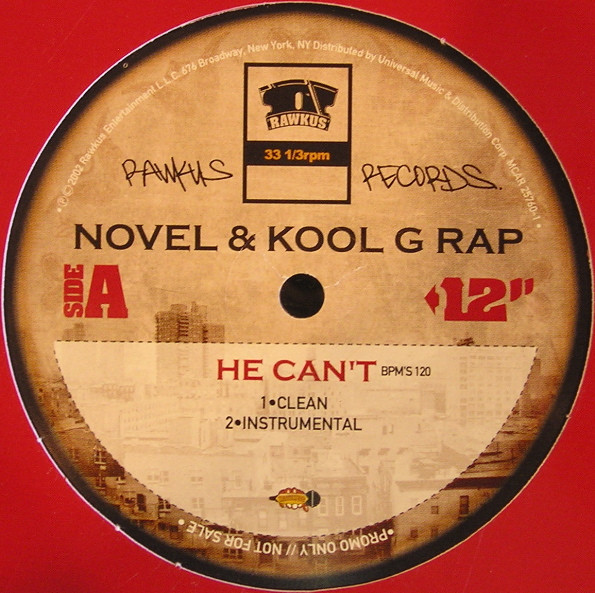 • ℗©2002 Rawkus Entertainment L.L.C. 676 Broadway, New York, NY Distributed by Universal Music & Distribution Corp. MCAR 25760-1 •
RAWKUS
33 1/3rpm
RAWKUS RECORDS.
NOVEL & KOOL G RAP
SIDE A
12"
HE CAN'T BPM'S 120
1•CLEAN
2•INSTRUMENTAL
•PROMO ONLY // NOT FOR SALE •